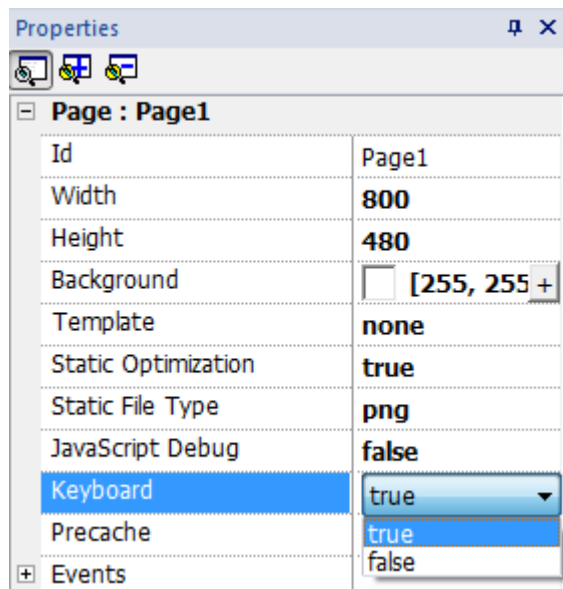 Properties
Page : Page1
Id Page1
Width 800
Height 480
Background [255, 255 +
Template none
Static Optimization true
Static File Type png
JavaScript Debug false
Keyboard true
Precache true
Events false